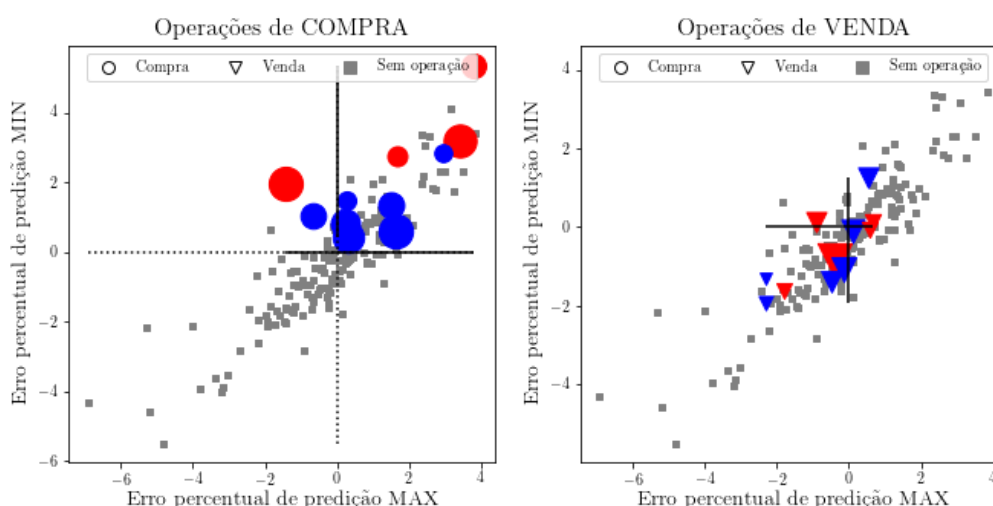 Operações de COMPRA
Compra Venda Sem operação
Erro percentual de predição MIN
4
2
0
−2
−4
−6
−6 −4 −2 0 2 4
Erro percentual de predição MAX
Operações de VENDA
Compra Venda Sem operação
Erro percentual de predição MIN
4
2
0
−2
−4
−6 −4 −2 0 2 4
Erro percentual de predição MAX